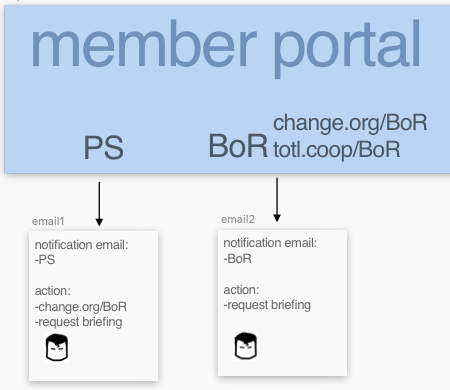 member portal
PS
BoR
change.org/BoR
totl.coop/BoR
email1
notification email:
-PS
action:
-change.org/BoR
-request briefing
email2
notification email:
-BoR
action:
-request briefing